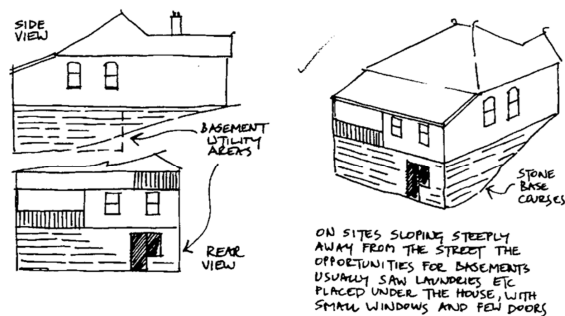 SIDE
VIEW
BASEMENT
UTILITY
AREAS
REAR
VIEW
STONE
BASE
COURSES
ON SITES SLOPING STEEPLY
AWAY FROM THE STREET THE
OPPORTUNITIES FOR BASEMENTS
USUALLY SAW LAUNDRIES ETC
PLACED UNDER THE HOUSE, WITH
SMALL WINDOWS AND FEW DOORS